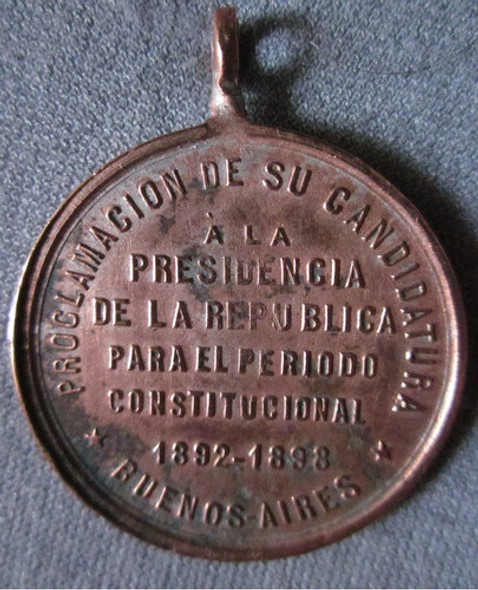 PROCLAMACION DE SU CANDIDATURA
À LA
PRESIDENCIA
DE LA REPUBLICA
PARA EL PERIODO
CONSTITUCIONAL
1892-1898
BUENOS-AIRES